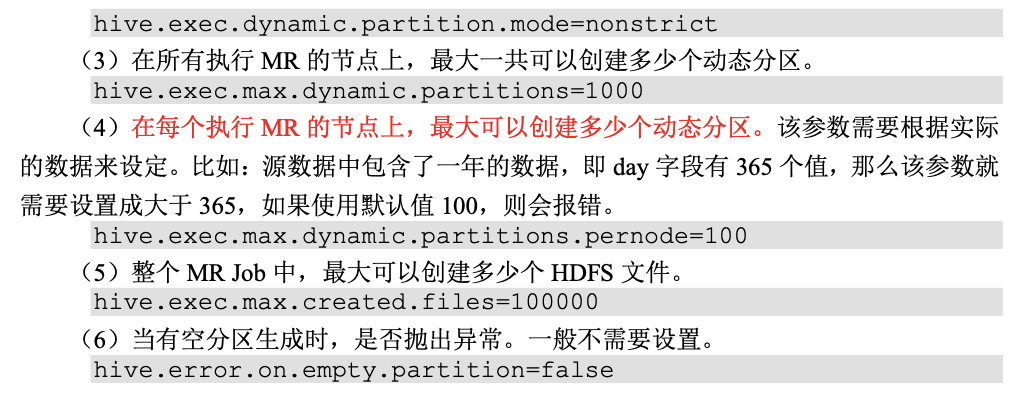 hive.exec.dynamic.partition.mode=nonstrict
（3）在所有执行 MR 的节点上，最大一共可以创建多少个动态分区。
hive.exec.max.dynamic.partitions=1000
（4）在每个执行 MR 的节点上，最大可以创建多少个动态分区。该参数需要根据实际
的数据来设定。比如：源数据中包含了一年的数据，即 day 字段有 365 个值，那么该参数就
需要设置成大于 365，如果使用默认值 100，则会报错。
hive.exec.max.dynamic.partitions.pernode=100
（5）整个 MR Job 中，最大可以创建多少个 HDFS 文件。
hive.exec.max.created.files=100000
（6）当有空分区生成时，是否抛出异常。一般不需要设置。
hive.error.on.empty.partition=false